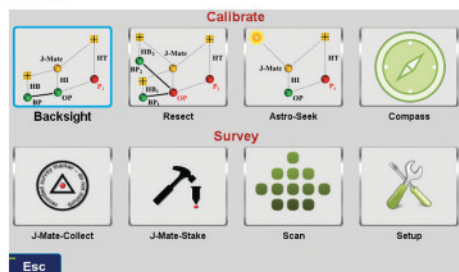 Calibrate
J-Mate HT HB HI BP OP P₁
HB₂ BP₂ J-Mate HT HB₁ BP₁ OP P₁
J-Mate HT HI OP P₁
Backsight Resect Astro-Seek Compass
Survey
J-Mate-Collect J-Mate-Stake Scan Setup
Esc